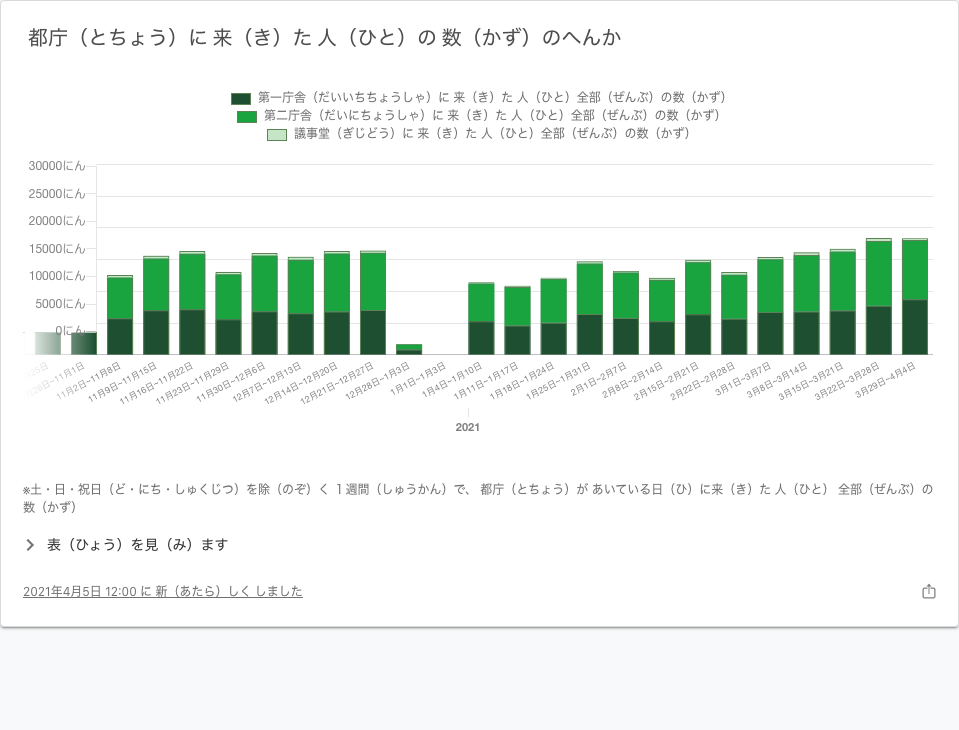 都庁（とちょう）に 来（き）た 人（ひと）の 数（かず）のへんか
第一庁舎（だいいちちょうしゃ）に 来（き）た 人（ひと）全部（ぜんぶ）の数（かず）
第二庁舎（だいにちょうしゃ）に 来（き）た 人（ひと）全部（ぜんぶ）の数（かず）
議事堂（ぎじどう）に 来（き）た 人（ひと）全部（ぜんぶ）の数（かず）
30000にん
25000にん
20000にん
15000にん
10000にん
5000にん
0にん
11月2日~11月8日
11月9日~11月15日
11月16日~11月22日
11月23日~11月29日
11月30日~12月6日
12月7日~12月13日
12月14日~12月20日
12月21日~12月27日
12月28日~1月3日
1月1日~1月3日
1月4日~1月10日
1月11日~1月17日
1月18日~1月24日
1月25日~1月31日
2月1日~2月7日
2月8日~2月14日
2月15日~2月21日
2月22日~2月28日
3月1日~3月7日
3月8日~3月14日
3月15日~3月21日
3月22日~3月28日
3月29日~4月4日
2021
※土・日・祝日（ど・にち・しゅくじつ）を除（のぞ）く １週間（しゅうかん）で、 都庁（とちょう）が あいている日（ひ）に来（き）た 人（ひと） 全部（ぜんぶ）の
数（かず）
表（ひょう）を見（み）ます
2021年4月5日 12:00 に 新（あたら）しく しました